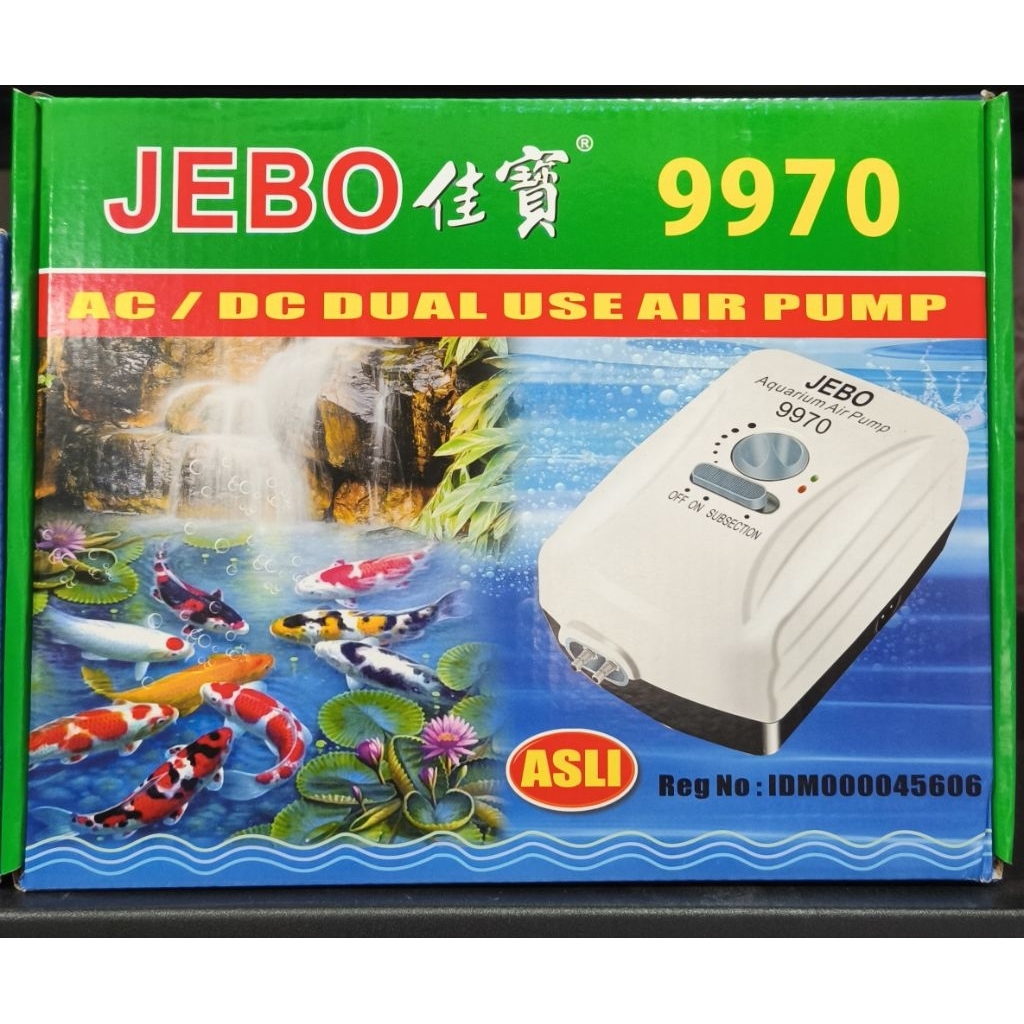 JEBO 佳寶® 9970
AC / DC DUAL USE AIR PUMP
JEBO
Aquarium Air Pump
9970
OFF ON SUBSECTION
ASLI
Reg No : IDM000045606